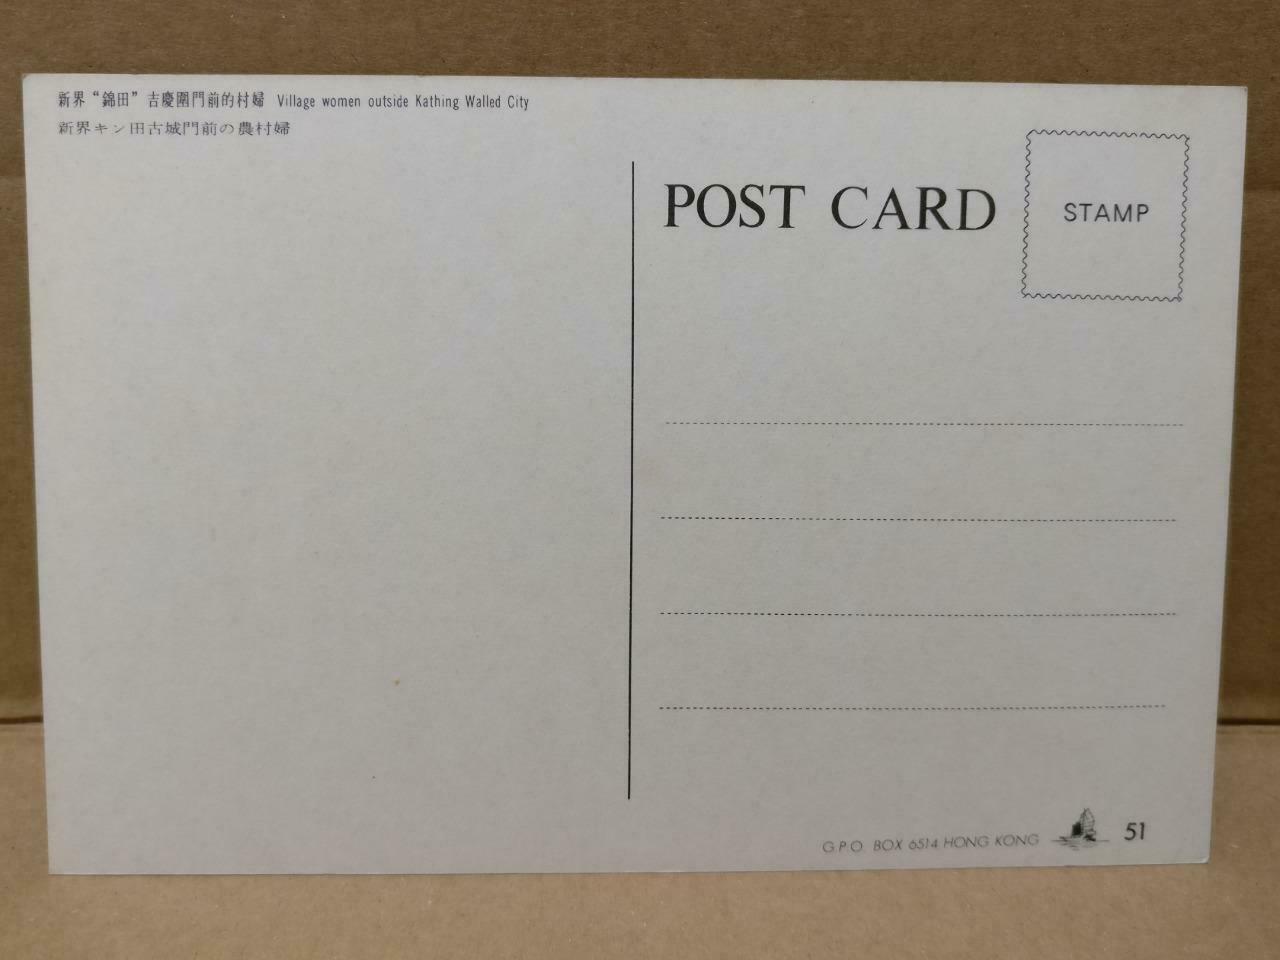 新界“錦田”吉慶圍門前的村婦 Village women outside Kathing Walled City
新界キン田古城門前の農村婦
POST CARD
STAMP
G.P.O. BOX 6514 HONG KONG 51